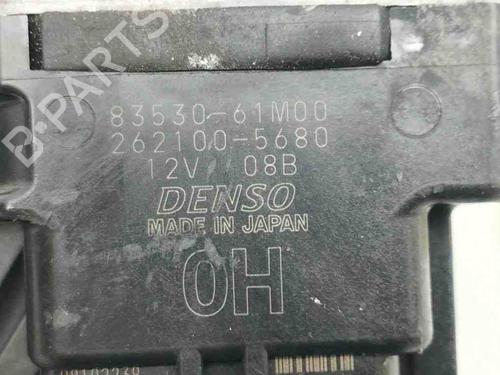 B-PARTS
83530-61M00
262100-5680
12V 08B
DENSO
MADE IN JAPAN
0H